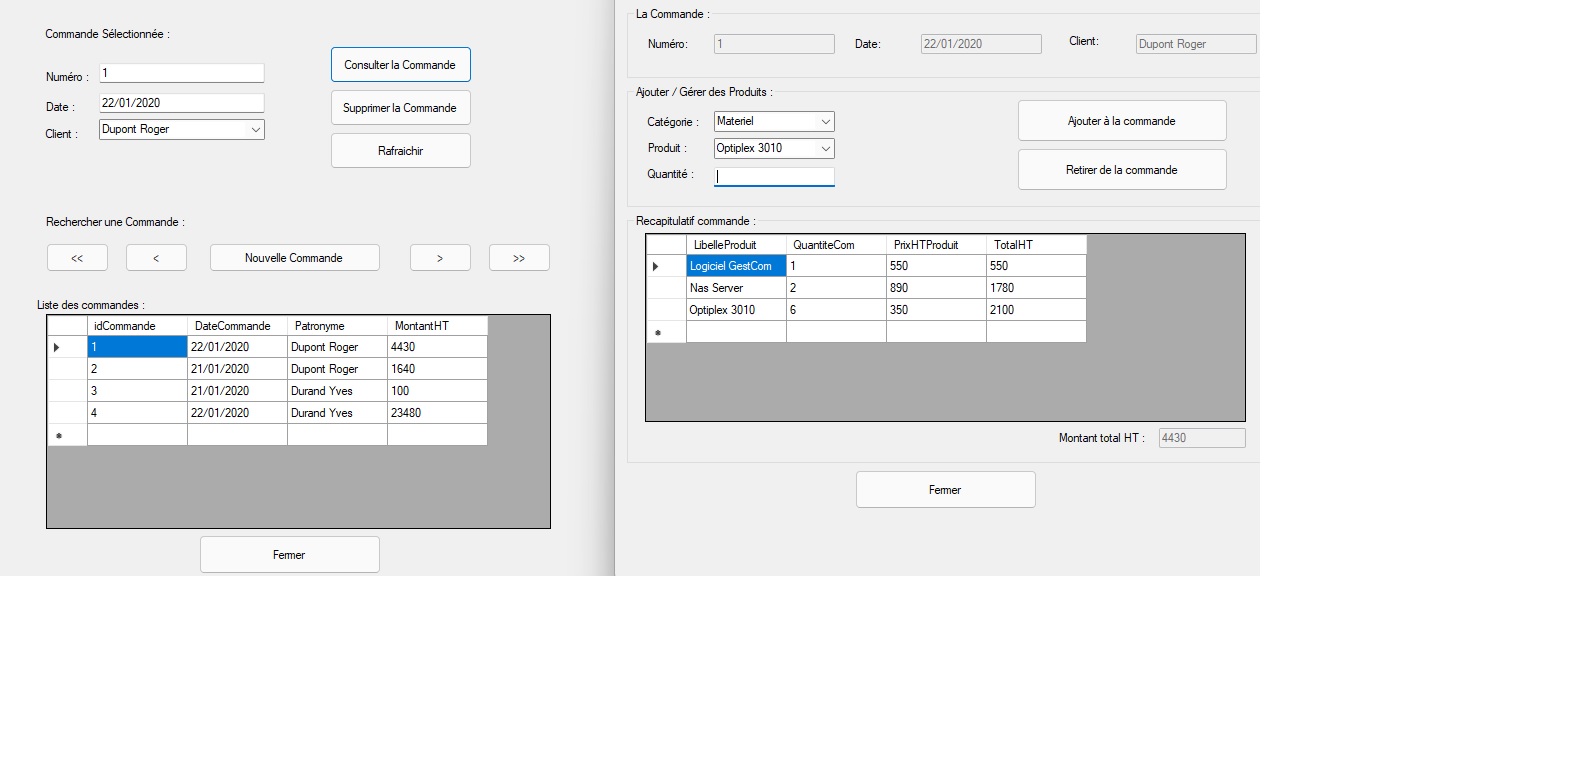 Commande Sélectionnée :
Numéro : 1
Date : 22/01/2020
Client : Dupont Roger
Consulter la Commande
Supprimer la Commande
Rafraichir
Rechercher une Commande :
<< < Nouvelle Commande > >>
Liste des commandes :
idCommande DateCommande Patronyme MontantHT
1 22/01/2020 Dupont Roger 4430
2 21/01/2020 Dupont Roger 1640
3 21/01/2020 Durand Yves 100
4 22/01/2020 Durand Yves 23480
Fermer
La Commande :
Numéro: 1 Date: 22/01/2020 Client: Dupont Roger
Ajouter / Gérer des Produits :
Catégorie : Materiel
Produit : Optiplex 3010
Quantité :
Ajouter à la commande
Retirer de la commande
Recapitulatif commande :
LibelleProduit QuantiteCom PrixHTProduit TotalHT
Logiciel GestCom 1 550 550
Nas Server 2 890 1780
Optiplex 3010 6 350 2100
Montant total HT : 4430
Fermer